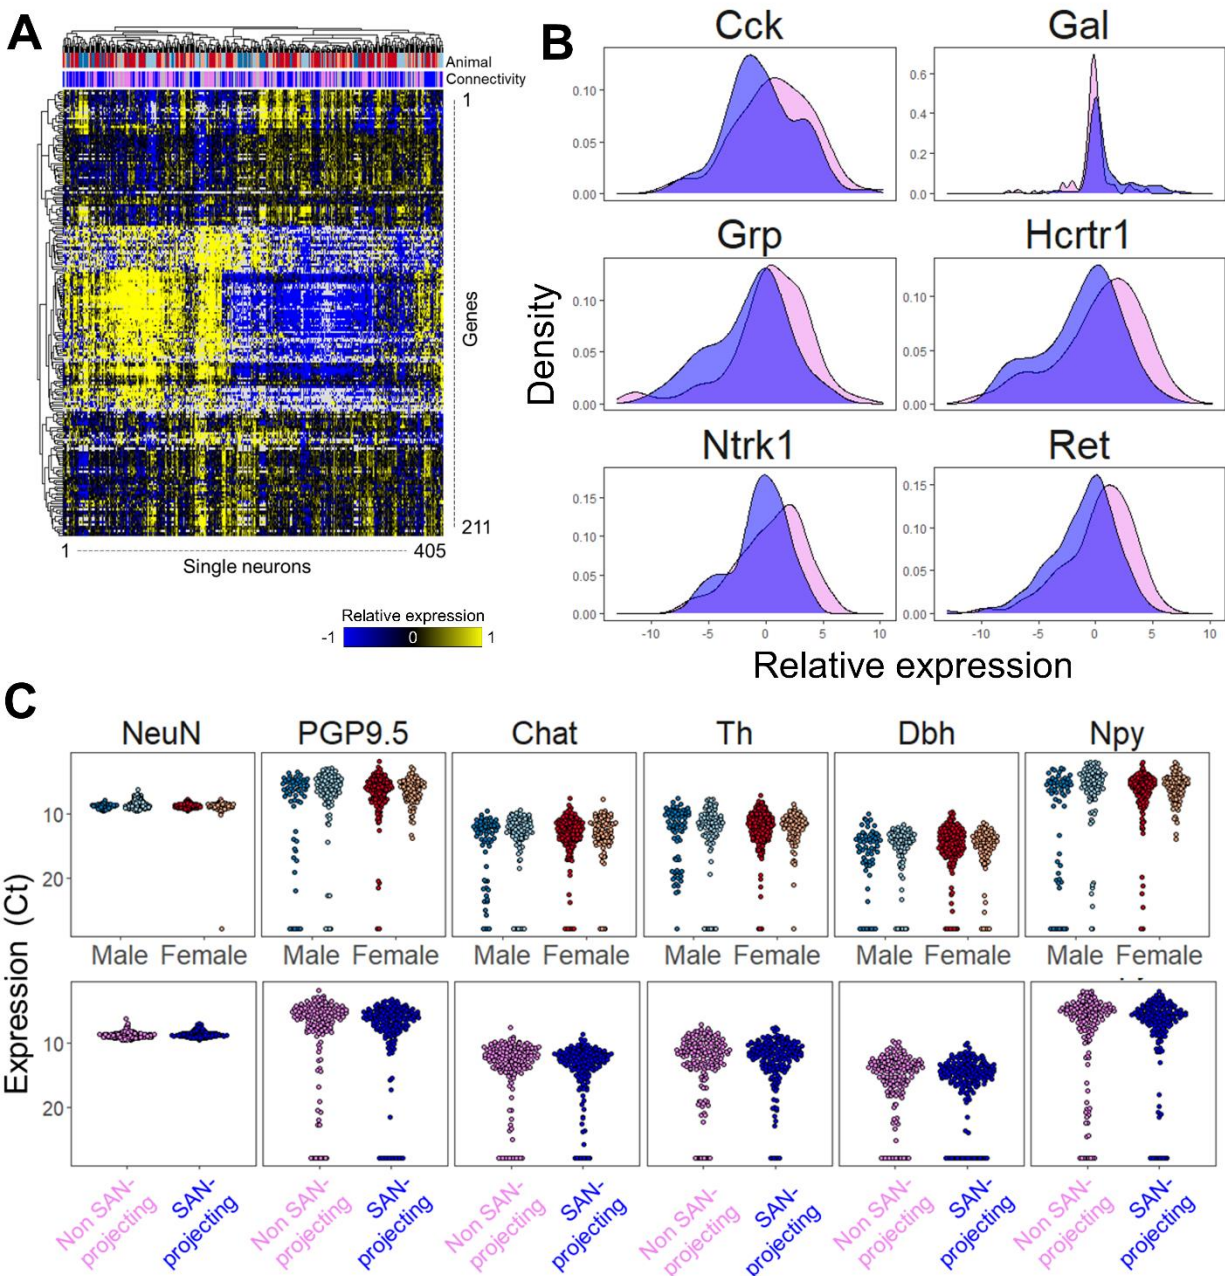 A
Animal
Connectivity
1
Genes
211
1
405
Single neurons
Relative expression
-1 0 1
B
Cck
Gal
0.10
0.05
0.00
0.6
0.4
0.2
0.0
Grp
Hcrtr1
0.10
0.05
0.00
0.10
0.05
0.00
Density
Ntrk1
Ret
0.15
0.10
0.05
0.00
0.15
0.10
0.05
0.00
-10 -5 0 5 10
-10 -5 0 5 10
Relative expression
C
NeuN PGP9.5 Chat Th Dbh Npy
10
20
Male Female Male Female Male Female Male Female Male Female Male Female
Expression (Ct)
10
20
Non SAN-
projecting
SAN-
projecting
Non SAN-
projecting
SAN-
projecting
Non SAN-
projecting
SAN-
projecting
Non SAN-
projecting
SAN-
projecting
Non SAN-
projecting
SAN-
projecting
Non SAN-
projecting
SAN-
projecting